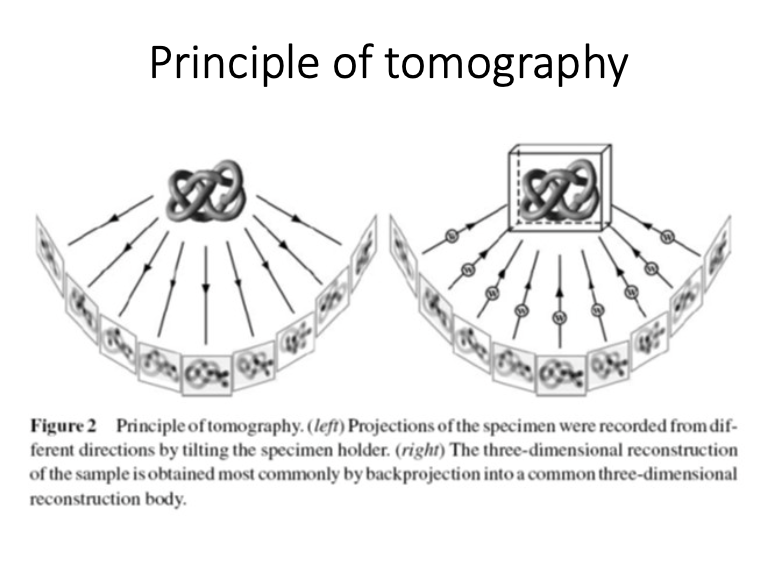 Principle of tomography
W W W W W W W W W
Figure 2 Principle of tomography. (left) Projections of the specimen were recorded from dif-
ferent directions by tilting the specimen holder. (right) The three-dimensional reconstruction
of the sample is obtained most commonly by backprojection into a common three-dimensional
reconstruction body.